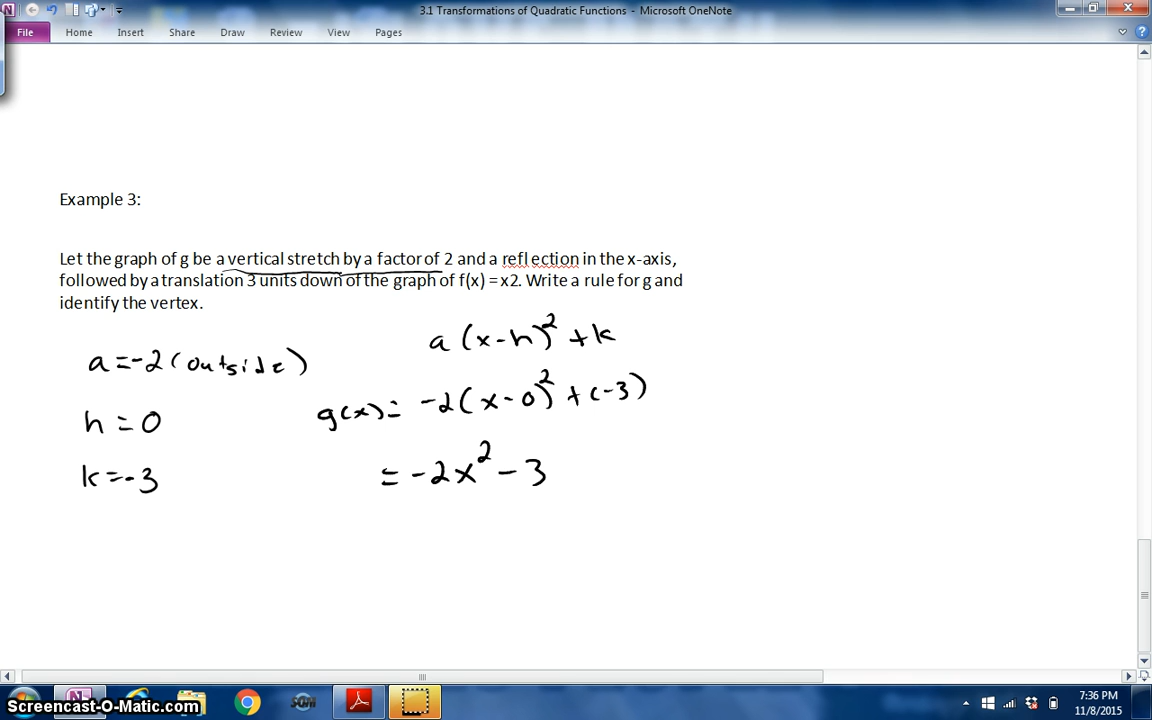 3.1 Transformations of Quadratic Functions - Microsoft OneNote
File Home Insert Share Draw Review View Pages
Example 3:
Let the graph of g be a vertical stretch by a factor of 2 and a refl ection in the x-axis,
followed by a translation 3 units down of the graph of f(x) = x2. Write a rule for g and
identify the vertex.
a (x-h)² + k
a = -2 (outside)
g(x) = -2(x-0)² + (-3)
h = 0
= -2x² - 3
k = -3
7:36 PM
Screencast-O-Matic.com
11/8/2015